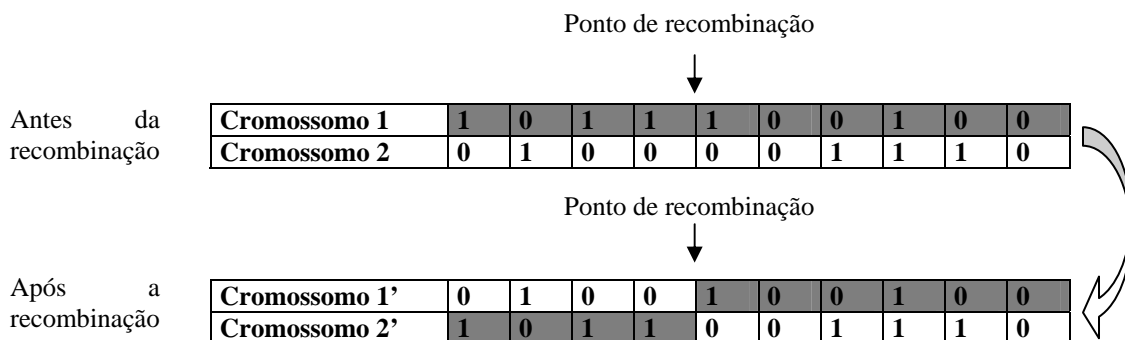 Ponto de recombinação
Antes da
recombinação
Cromossomo 1 1 0 1 1 1 0 0 1 0 0
Cromossomo 2 0 1 0 0 0 0 1 1 1 0
Ponto de recombinação
Após a
recombinação
Cromossomo 1’ 0 1 0 0 1 0 0 1 0 0
Cromossomo 2’ 1 0 1 1 0 0 1 1 1 0